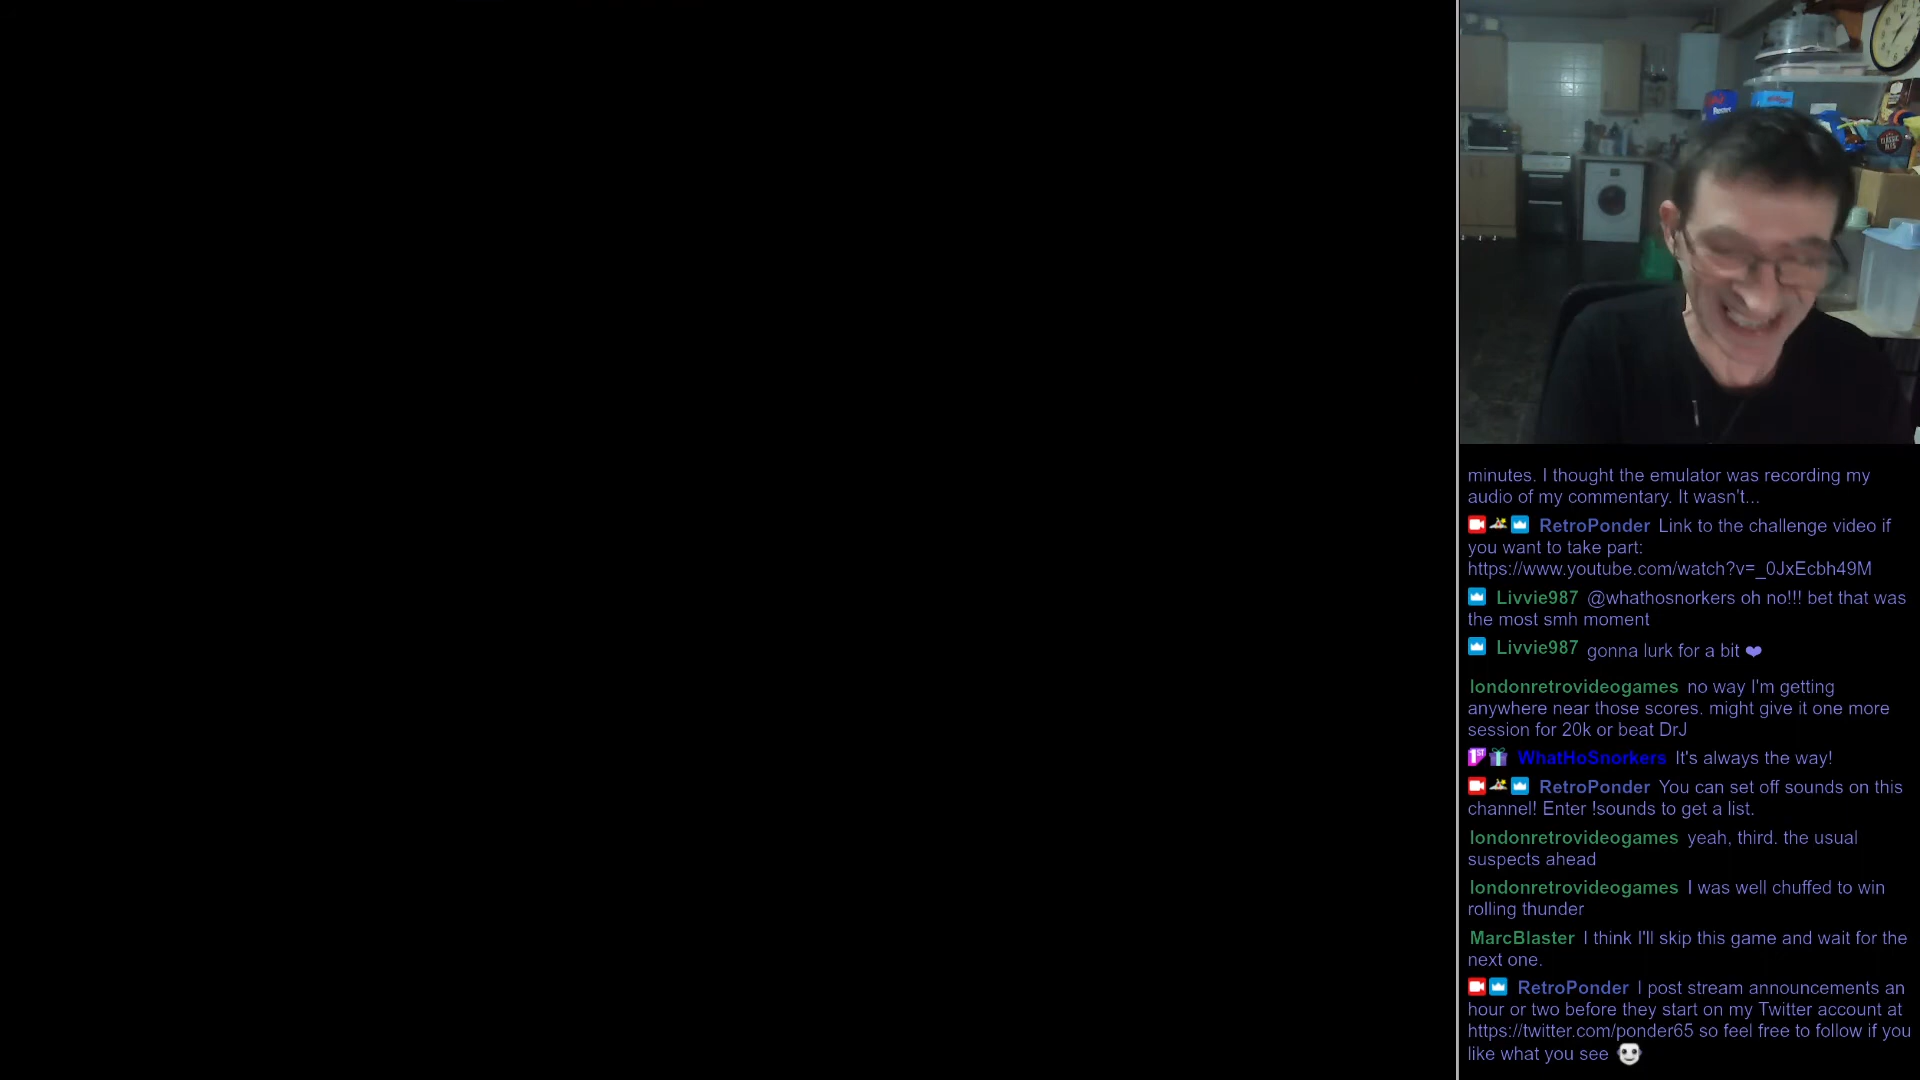 minutes. I thought the emulator was recording my
audio of my commentary. It wasn't...
RetroPonder Link to the challenge video if
you want to take part:
https://www.youtube.com/watch?v=_0JxEcbh49M
Livvie987 @whathosnorkers oh no!!! bet that was
the most smh moment
Livvie987 gonna lurk for a bit
londonretrovideogames no way I'm getting
anywhere near those scores. might give it one more
session for 20k or beat DrJ
1ST WhatHoSnorkers It's always the way!
RetroPonder You can set off sounds on this
channel! Enter !sounds to get a list.
londonretrovideogames yeah, third. the usual
suspects ahead
londonretrovideogames I was well chuffed to win
rolling thunder
MarcBlaster I think I'll skip this game and wait for the
next one.
RetroPonder I post stream announcements an
hour or two before they start on my Twitter account at
https://twitter.com/ponder65 so feel free to follow if you
like what you see